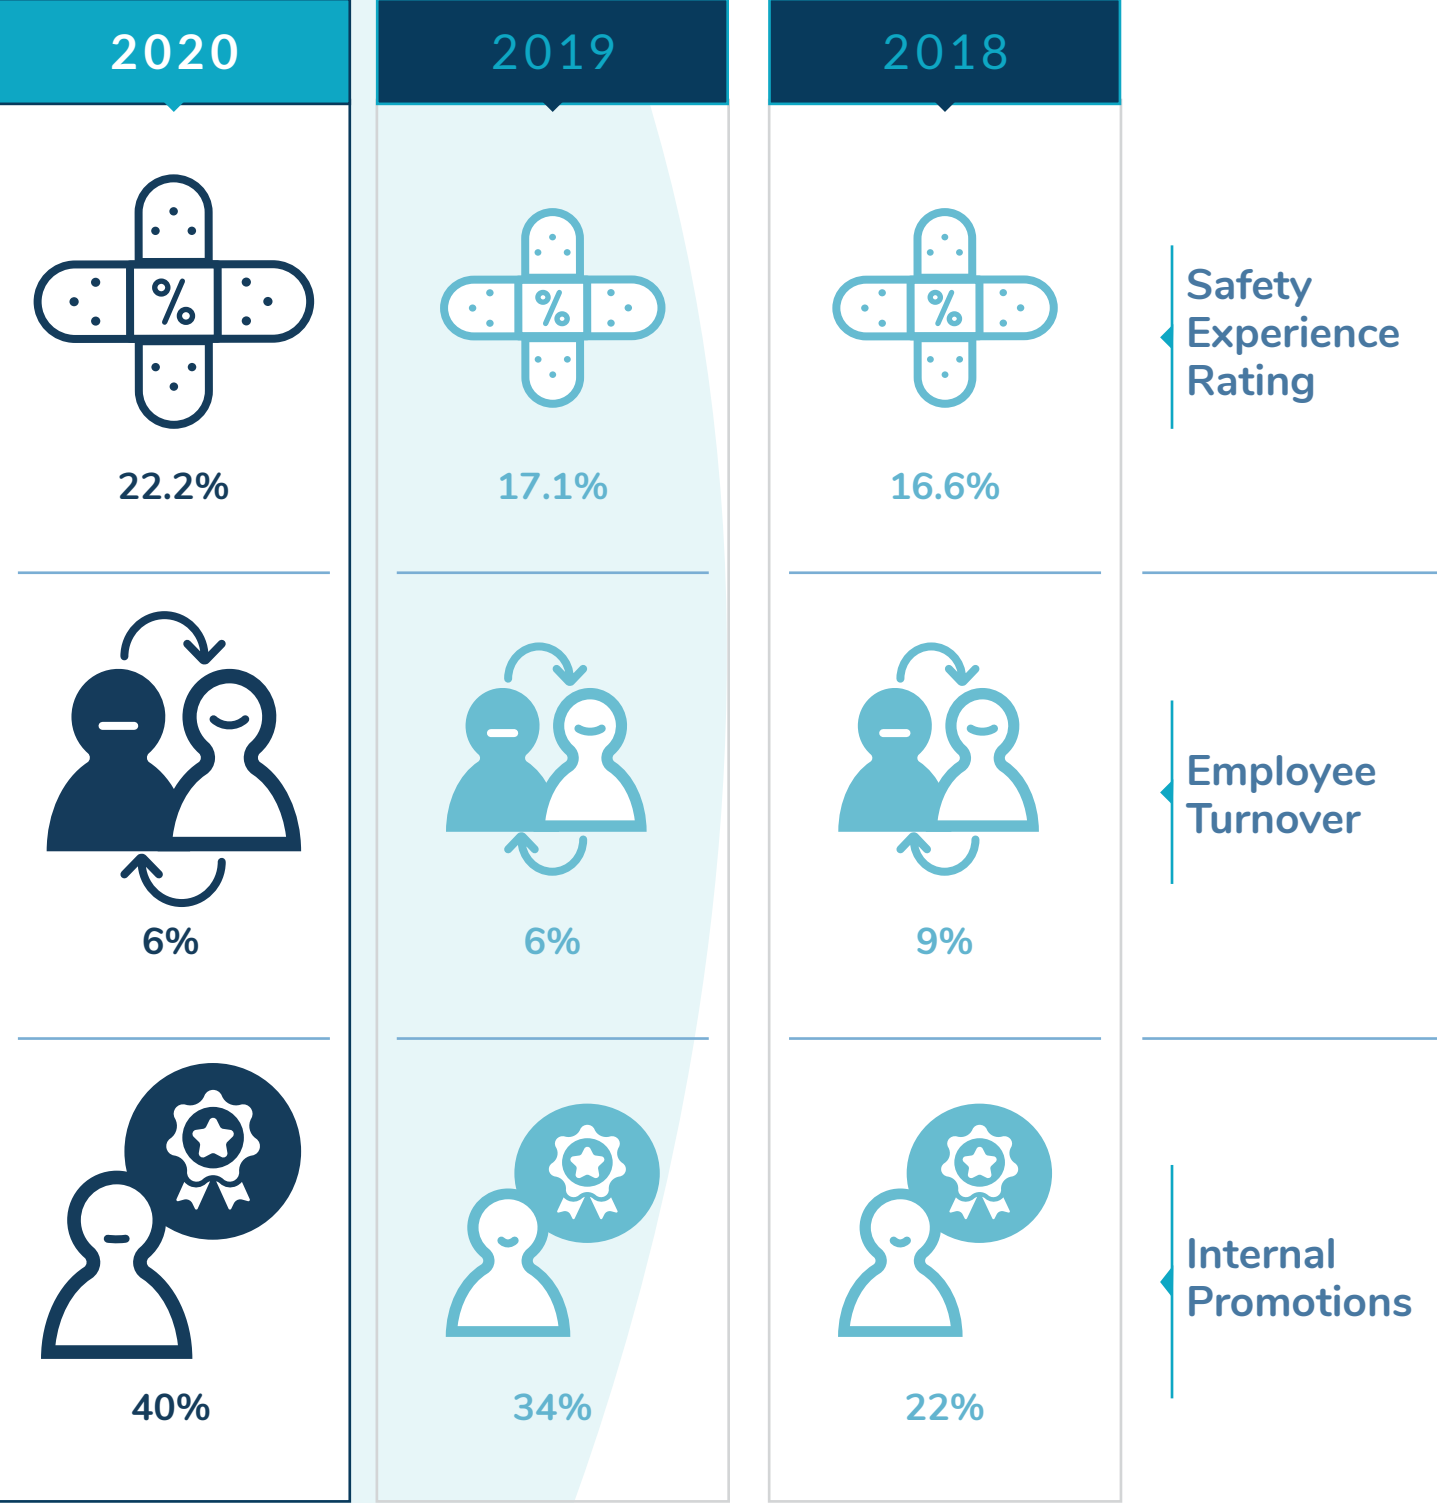 2020 2019 2018
% % %
Safety
Experience
Rating
22.2% 17.1% 16.6%
Employee
Turnover
6% 6% 9%
Internal
Promotions
40% 34% 22%